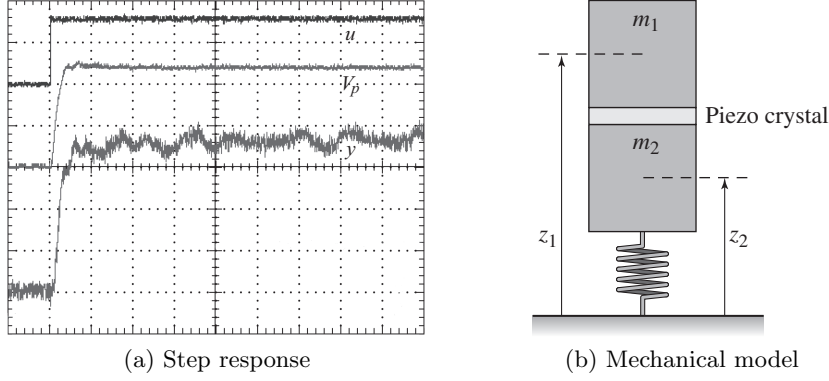 u
V_p
y
(a) Step response
m_1
Piezo crystal
m_2
z_1
z_2
(b) Mechanical model